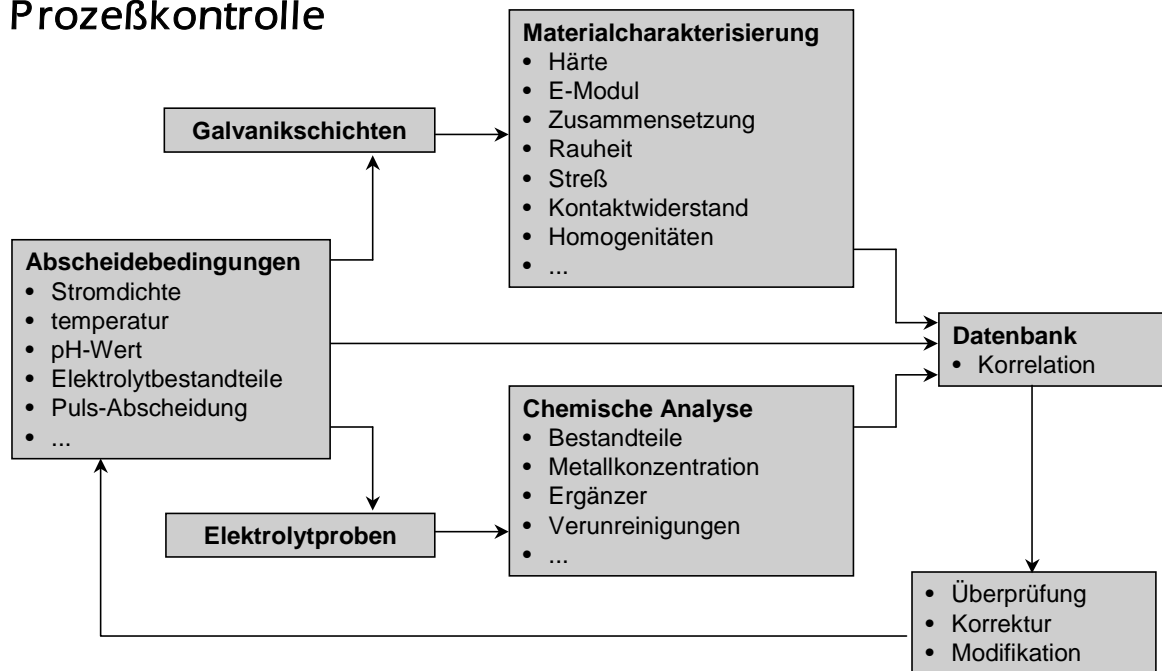 Prozeßkontrolle
Materialcharakterisierung
• Härte
• E-Modul
• Zusammensetzung
• Rauheit
• Streß
• Kontaktwiderstand
• Homogenitäten
• ...
Galvanikschichten
Abscheidebedingungen
• Stromdichte
• temperatur
• pH-Wert
• Elektrolytbestandteile
• Puls-Abscheidung
• ...
Datenbank
• Korrelation
Chemische Analyse
• Bestandteile
• Metallkonzentration
• Ergänzer
• Verunreinigungen
• ...
Elektrolytproben
• Überprüfung
• Korrektur
• Modifikation